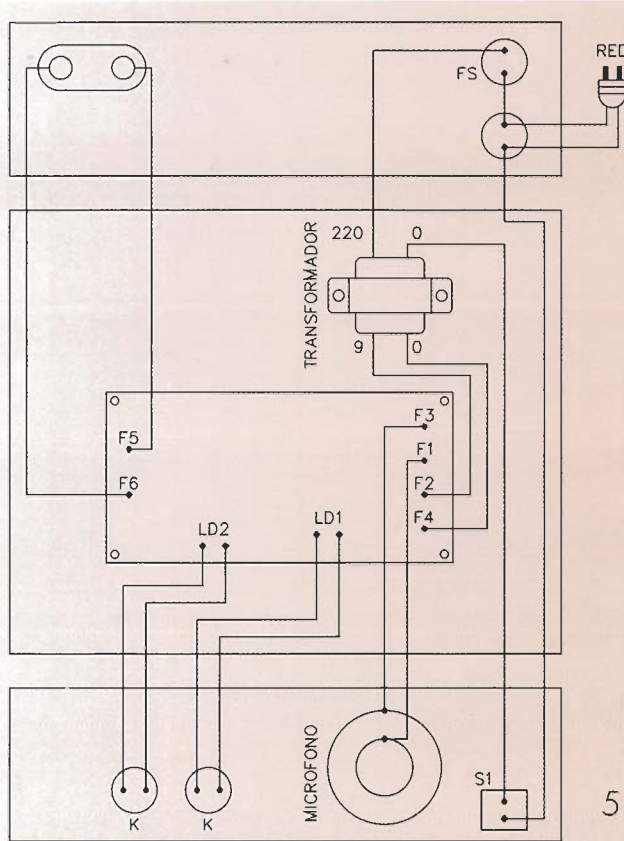 RED
FS
220
0
TRANSFORMADOR
9
0
F3
F5
F1
F6
F2
F4
LD2
LD1
MICROFONO
S1
K
K
5